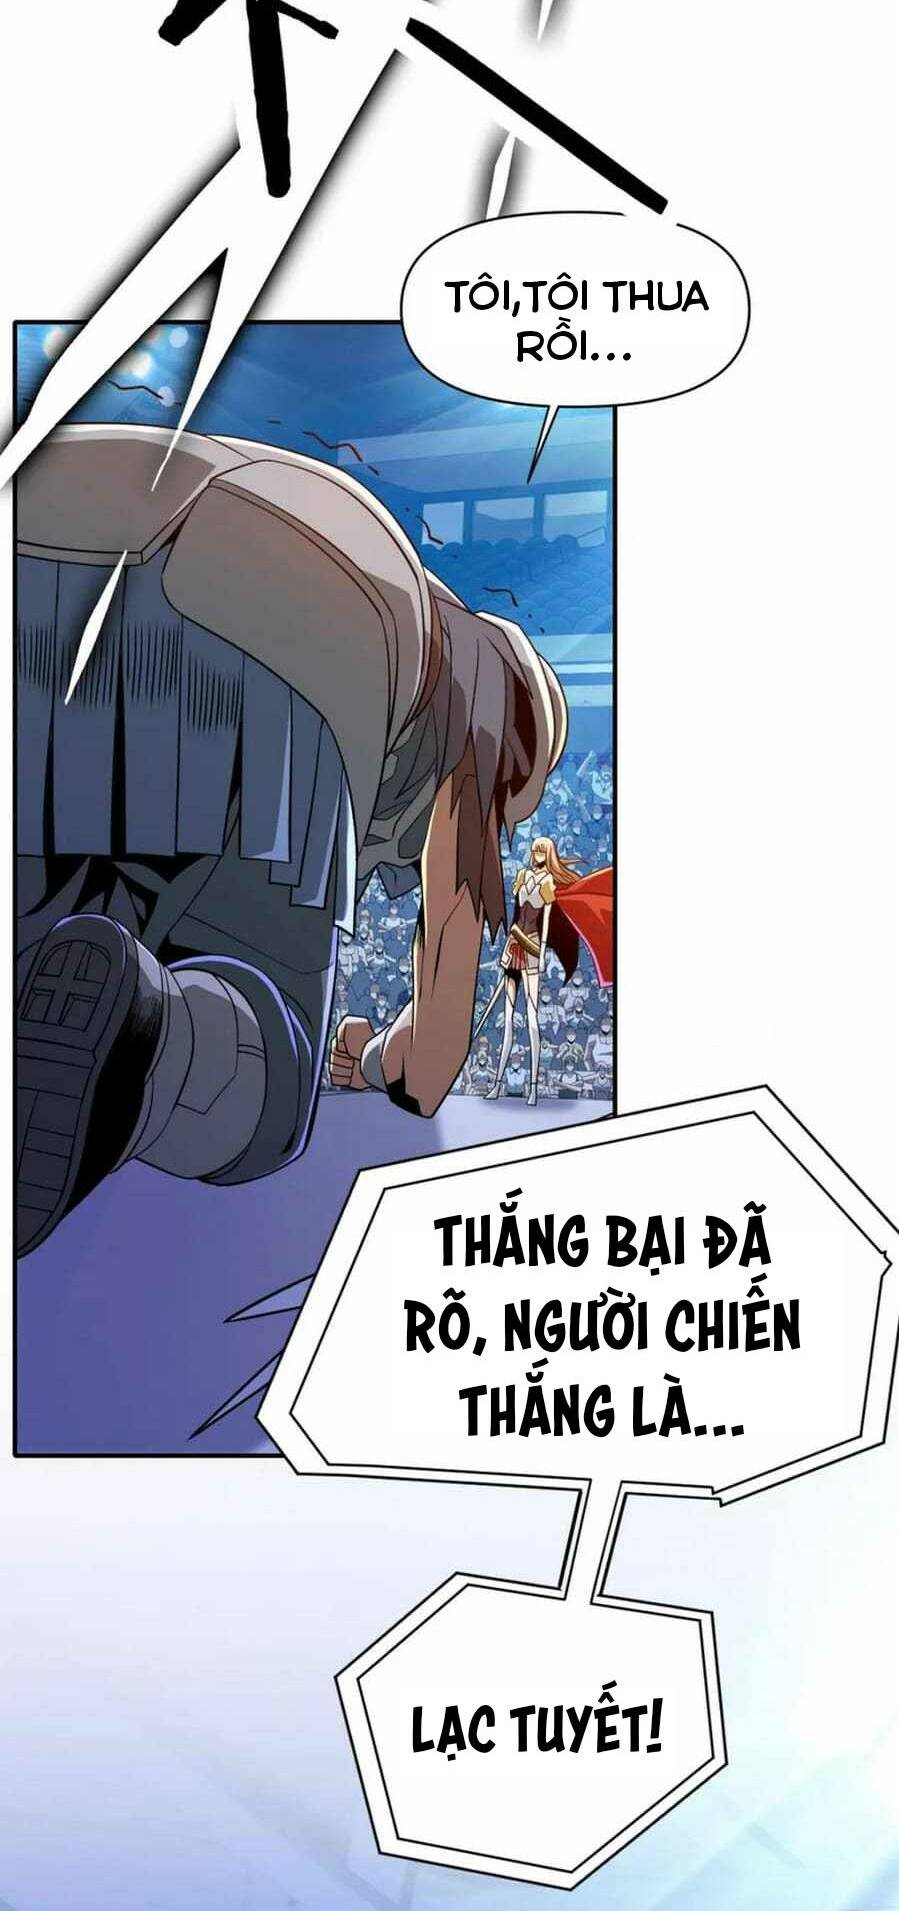 TÔI,TÔI THUA
RỒI...
THẮNG BẠI ĐÃ
RÕ, NGƯỜI CHIẾN
THẮNG LÀ...
LẠC TUYẾT!